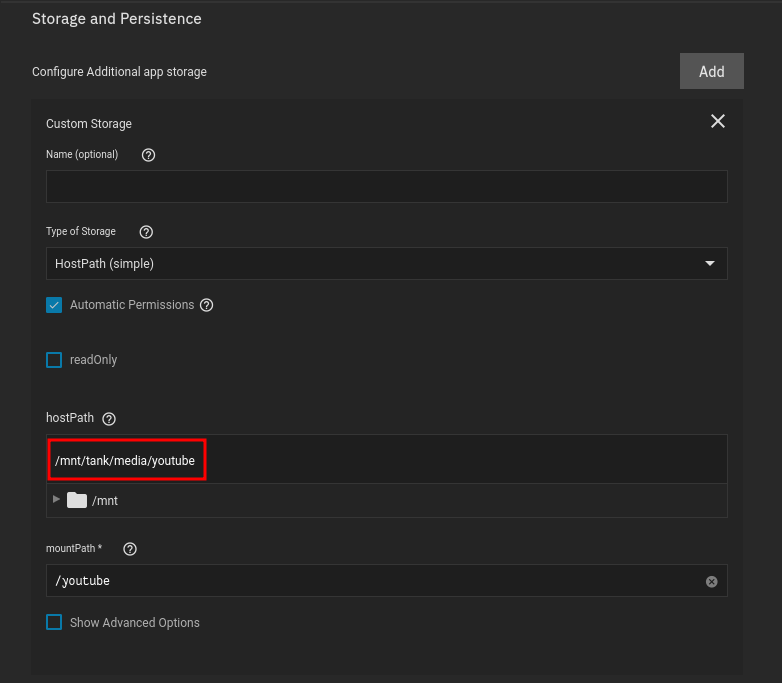 Storage and Persistence
Configure Additional app storage
Add
Custom Storage
Name (optional)
Type of Storage
HostPath (simple)
Automatic Permissions
readOnly
hostPath
/mnt/tank/media/youtube
/mnt
mountPath *
/youtube
Show Advanced Options